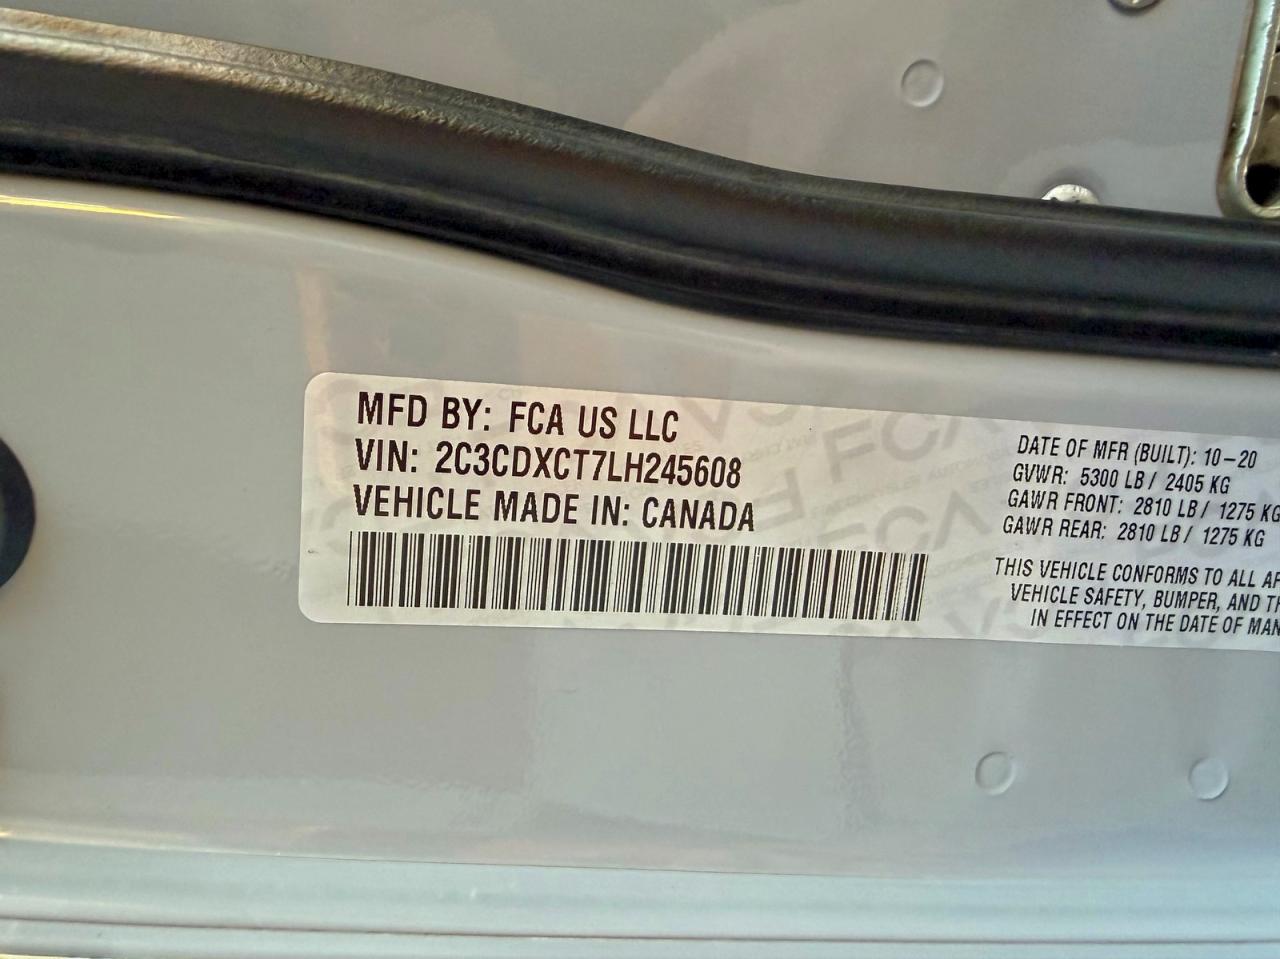 MFD BY: FCA US LLC
VIN: 2C3CDXCT7LH245608
VEHICLE MADE IN: CANADA
DATE OF MFR (BUILT): 10-20
GVWR: 5300 LB / 2405 KG
GAWR FRONT: 2810 LB / 1275 KG
GAWR REAR: 2810 LB / 1275 KG
THIS VEHICLE CONFORMS TO ALL
VEHICLE SAFETY, BUMPER, AND
IN EFFECT ON THE DATE OF